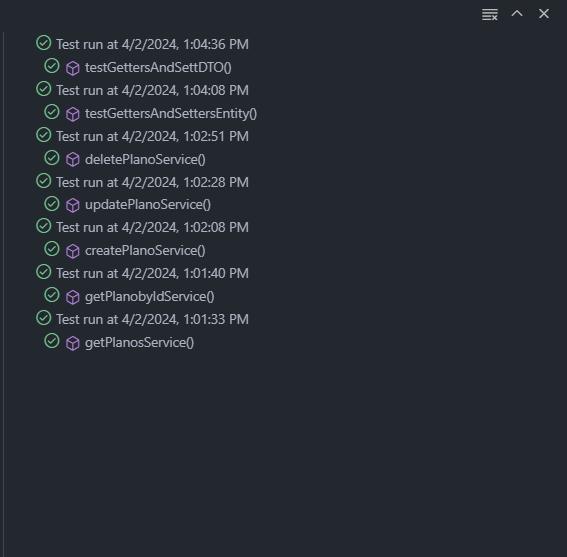 Test run at 4/2/2024, 1:04:36 PM
testGettersAndSettDTO()
Test run at 4/2/2024, 1:04:08 PM
testGettersAndSettersEntity()
Test run at 4/2/2024, 1:02:51 PM
deletePlanoService()
Test run at 4/2/2024, 1:02:28 PM
updatePlanoService()
Test run at 4/2/2024, 1:02:08 PM
createPlanoService()
Test run at 4/2/2024, 1:01:40 PM
getPlanobyIdService()
Test run at 4/2/2024, 1:01:33 PM
getPlanosService()